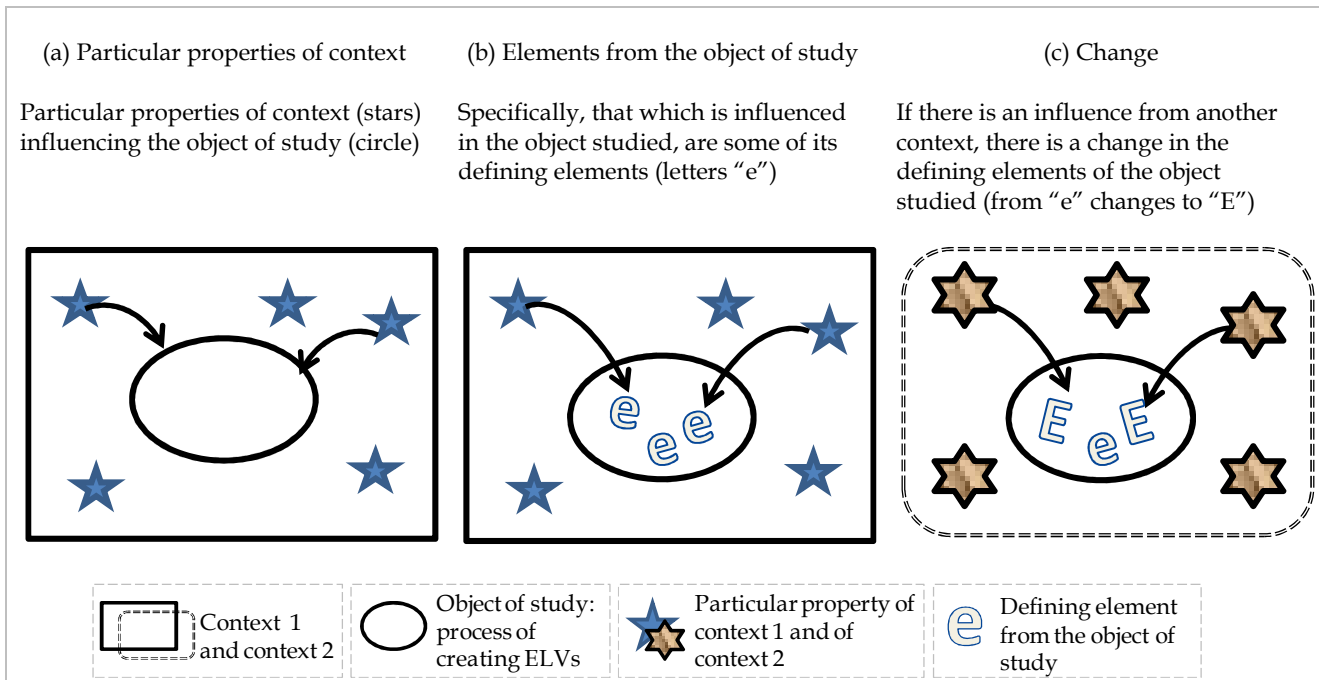 (a) Particular properties of context
Particular properties of context (stars)
influencing the object of study (circle)
(b) Elements from the object of study
Specifically, that which is influenced
in the object studied, are some of its
defining elements (letters “e”)
(c) Change
If there is an influence from another
context, there is a change in the
defining elements of the object
studied (from “e” changes to “E”)
e
e
e
E
e
E
Context 1
and context 2
Object of study:
process of
creating ELVs
Particular property of
context 1 and of
context 2
e
Defining element
from the object of
study